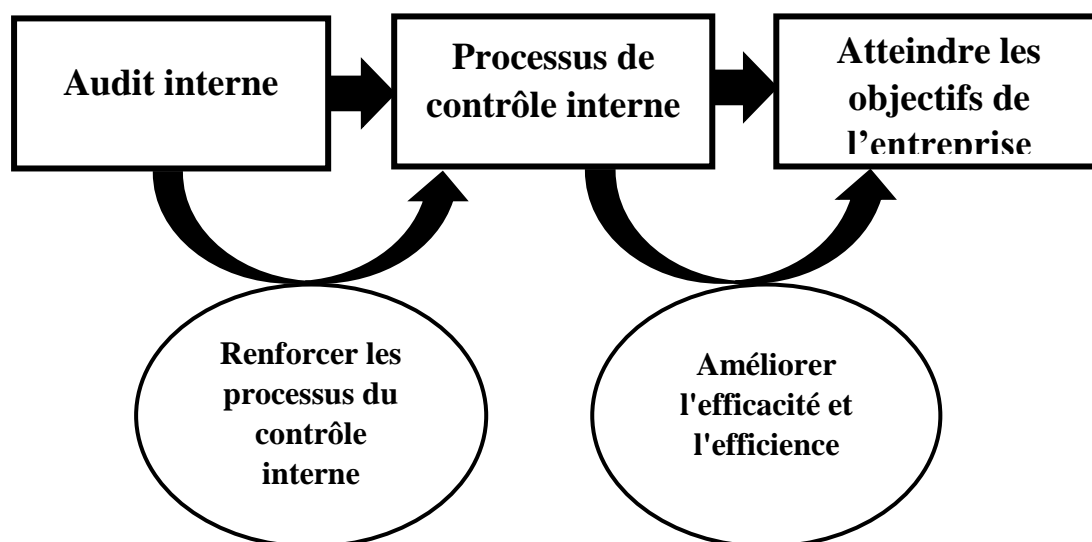 Audit interne
Processus de
contrôle interne
Atteindre les
objectifs de
l’entreprise
Renforcer les
processus du
contrôle
interne
Améliorer
l'efficacité et
l'efficience